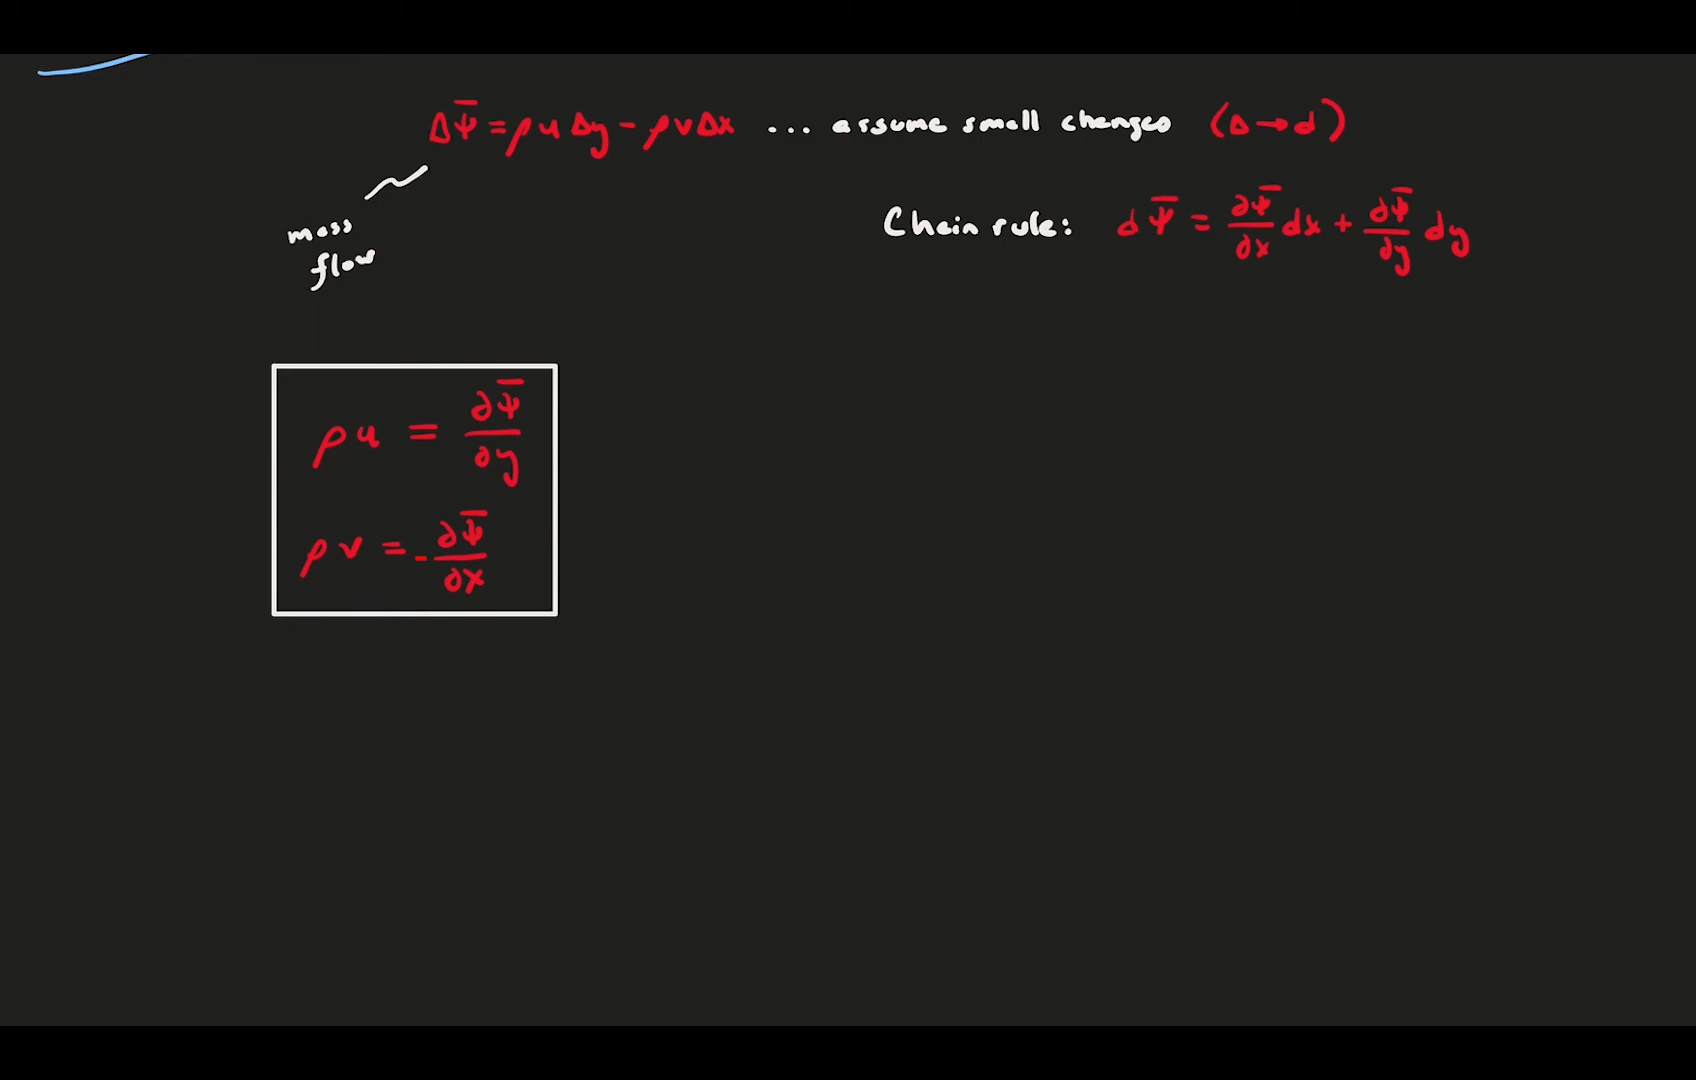 ΔΨ̅ = ρuΔy - ρvΔx ... assume small changes (Δ→d)
mass
flow
Chain rule: dΨ̅ = ∂Ψ̅/∂x dx + ∂Ψ̅/∂y dy
ρu = ∂Ψ̅/∂y
ρv = -∂Ψ̅/∂x